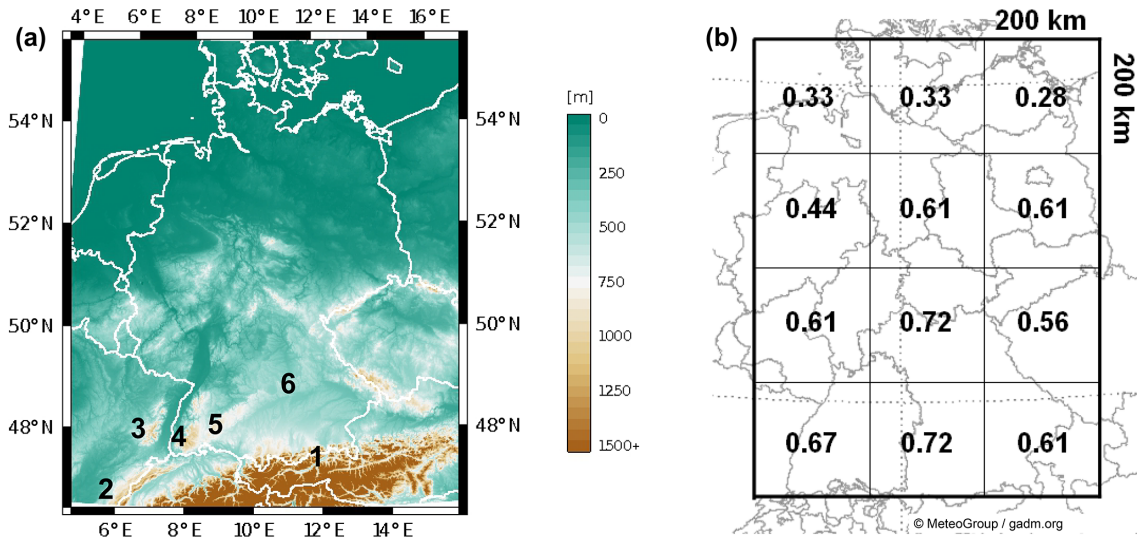 (a)
4° E 6° E 8° E 10° E 12° E 14° E 16° E
54° N 54° N
52° N 52° N
50° N 50° N
48° N 48° N
6° E 8° E 10° E 12° E 14° E
1
2
3
4
5
6
[m]
0
250
500
750
1000
1250
1500+
(b)
200 km
200 km
0.33 0.33 0.28
0.44 0.61 0.61
0.61 0.72 0.56
0.67 0.72 0.61
© MeteoGroup / gadm.org